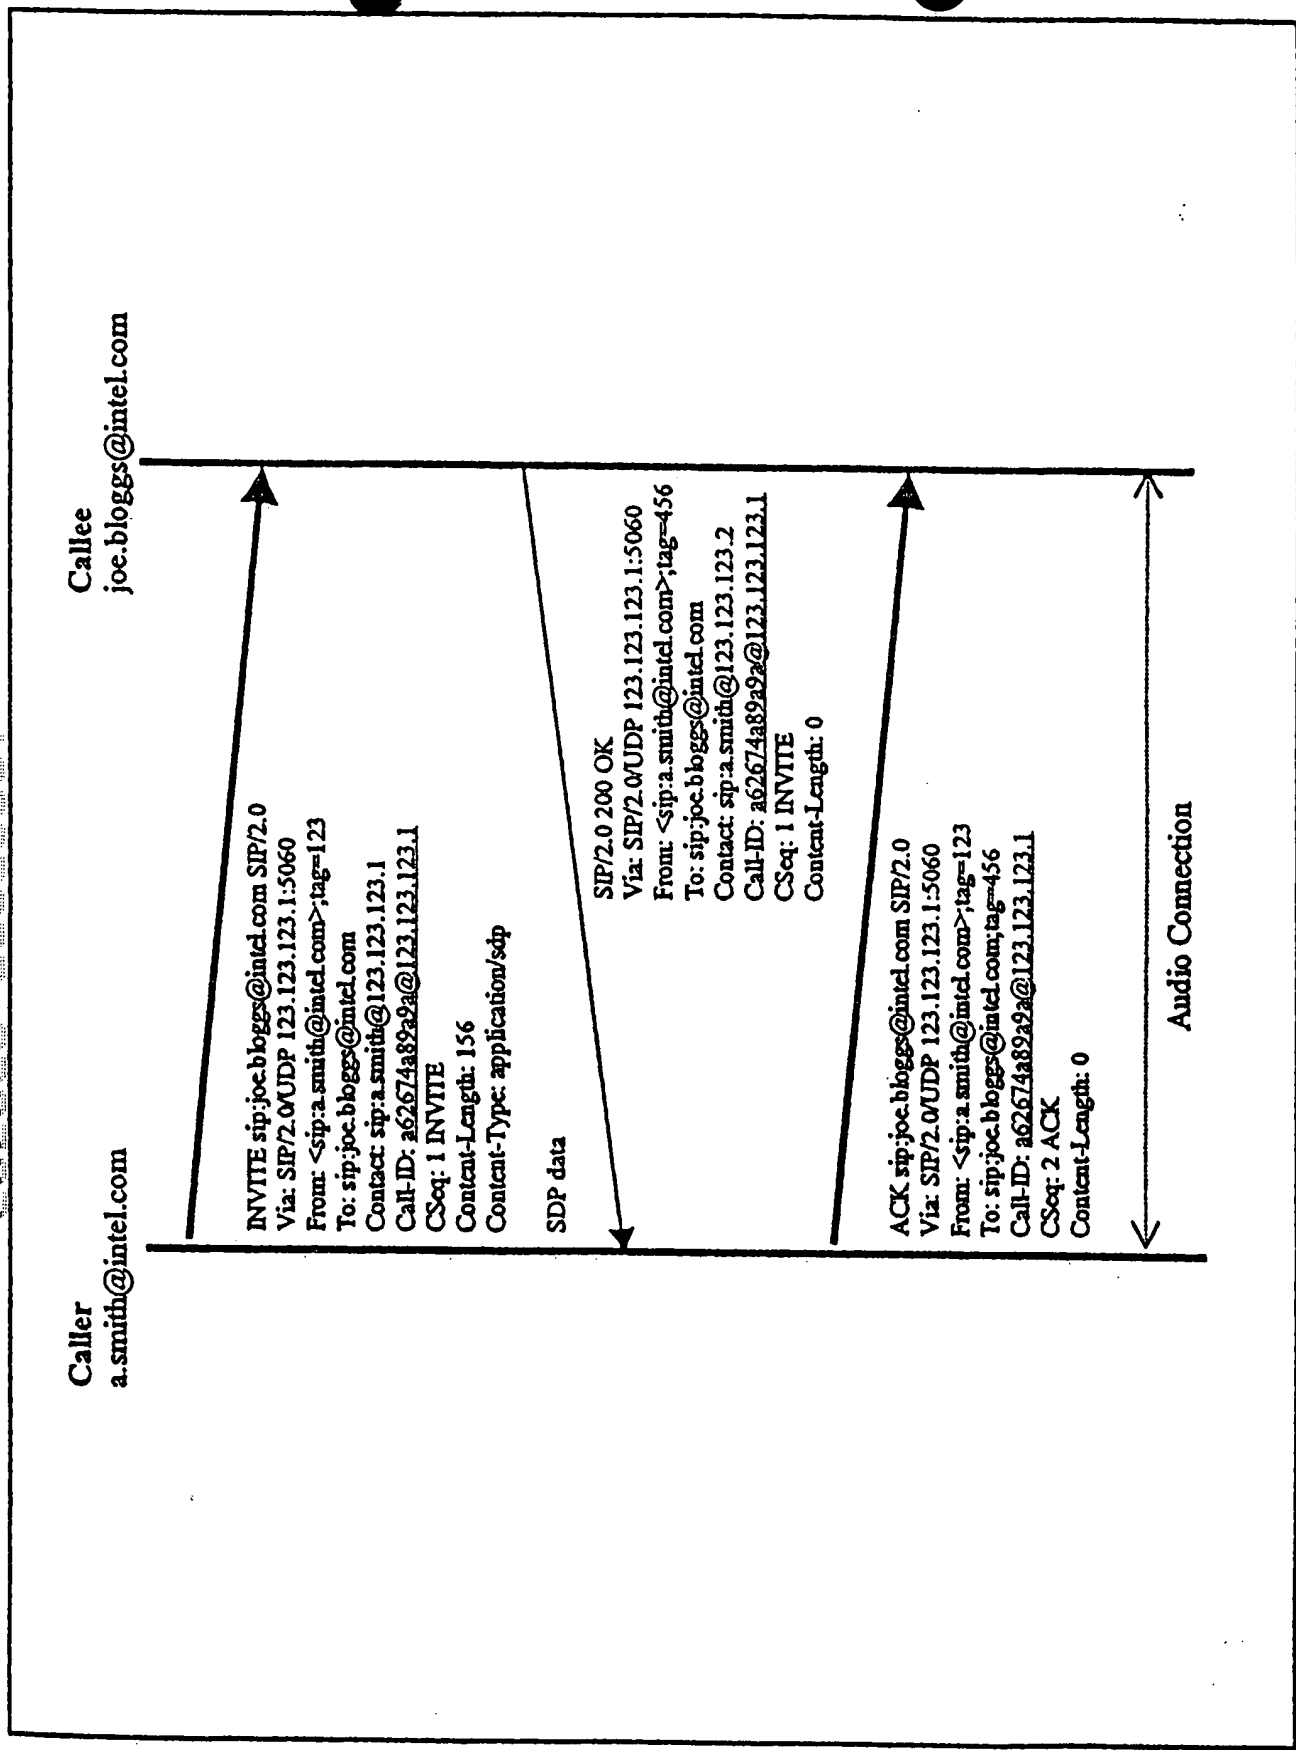 Caller
a.smith@intel.com
Callee
joe.bloggs@intel.com
INVITE sip:joe.bloggs@intel.com SIP/2.0
Via: SIP/2.0/UDP 123.123.123.1:5060
From: <sip:a.smith@intel.com>;tag=123
To: sip:joe.bloggs@intel.com
Contact: sip:a.smith@123.123.123.1
Call-ID: a62674a89a9a@123.123.123.1
CSeq: 1 INVITE
Content-Length: 156
Content-Type: application/sdp
SDP data
SIP/2.0 200 OK
Via: SIP/2.0/UDP 123.123.123.1:5060
From: <sip:a.smith@intel.com>;tag=456
To: sip:joe.bloggs@intel.com
Contact: sip:a.smith@123.123.123.2
Call-ID: a62674a89a9a@123.123.123.1
CSeq: 1 INVITE
Content-Length: 0
ACK sip:joe.bloggs@intel.com SIP/2.0
Via: SIP/2.0/UDP 123.123.123.1:5060
From: <sip:a.smith@intel.com>;tag=123
To: sip:joe.bloggs@intel.com;tag=456
Call-ID: a62674a89a9a@123.123.123.1
CSeq: 2 ACK
Content-Length: 0
Audio Connection